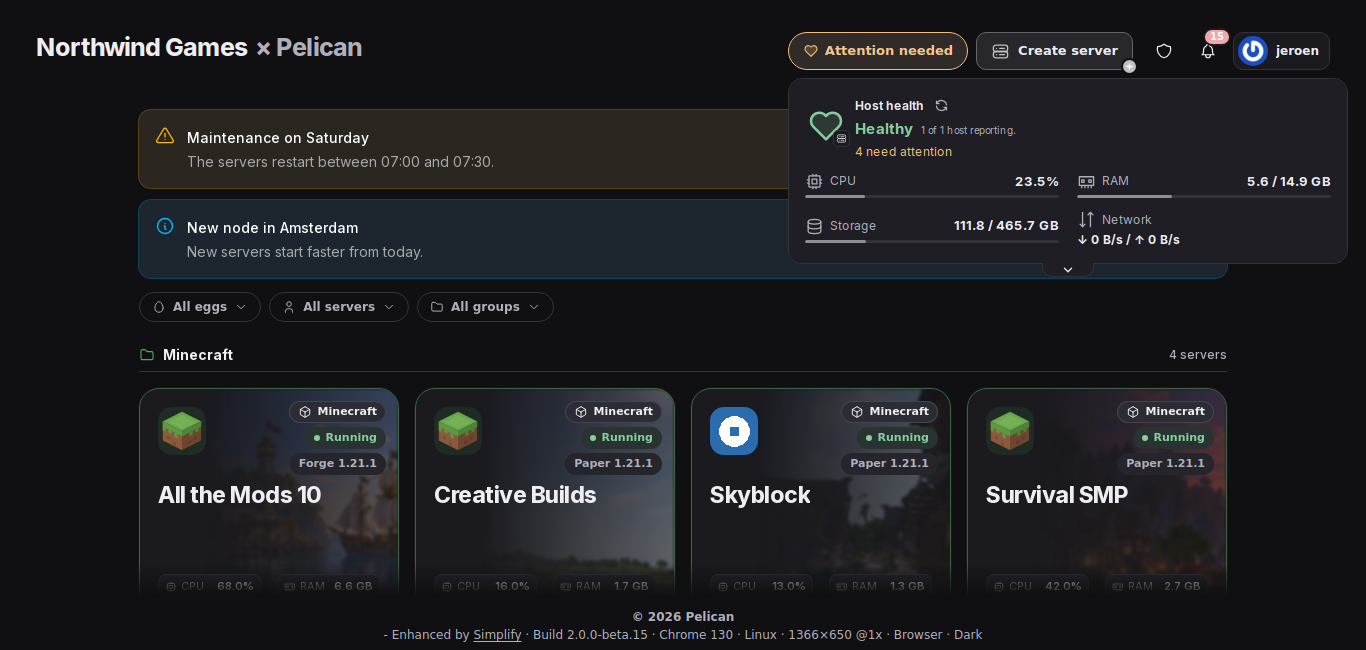 Northwind Games × Pelican
Attention needed
Create server
15
jeroen
Maintenance on Saturday
The servers restart between 07:00 and 07:30.
New node in Amsterdam
New servers start faster from today.
Host health
Healthy 1 of 1 host reporting.
4 need attention
CPU 23.5%
RAM 5.6 / 14.9 GB
Storage 111.8 / 465.7 GB
Network
↓ 0 B/s / ↑ 0 B/s
All eggs
All servers
All groups
Minecraft
4 servers
Minecraft
Running
Forge 1.21.1
All the Mods 10
CPU 68.0% RAM 6.6 GB
Minecraft
Running
Paper 1.21.1
Creative Builds
CPU 16.0% RAM 1.7 GB
Minecraft
Running
Paper 1.21.1
Skyblock
CPU 13.0% RAM 1.3 GB
Minecraft
Running
Paper 1.21.1
Survival SMP
CPU 42.0% RAM 2.7 GB
© 2026 Pelican
- Enhanced by Simplify · Build 2.0.0-beta.15 · Chrome 130 · Linux · 1366×650 @1x · Browser · Dark